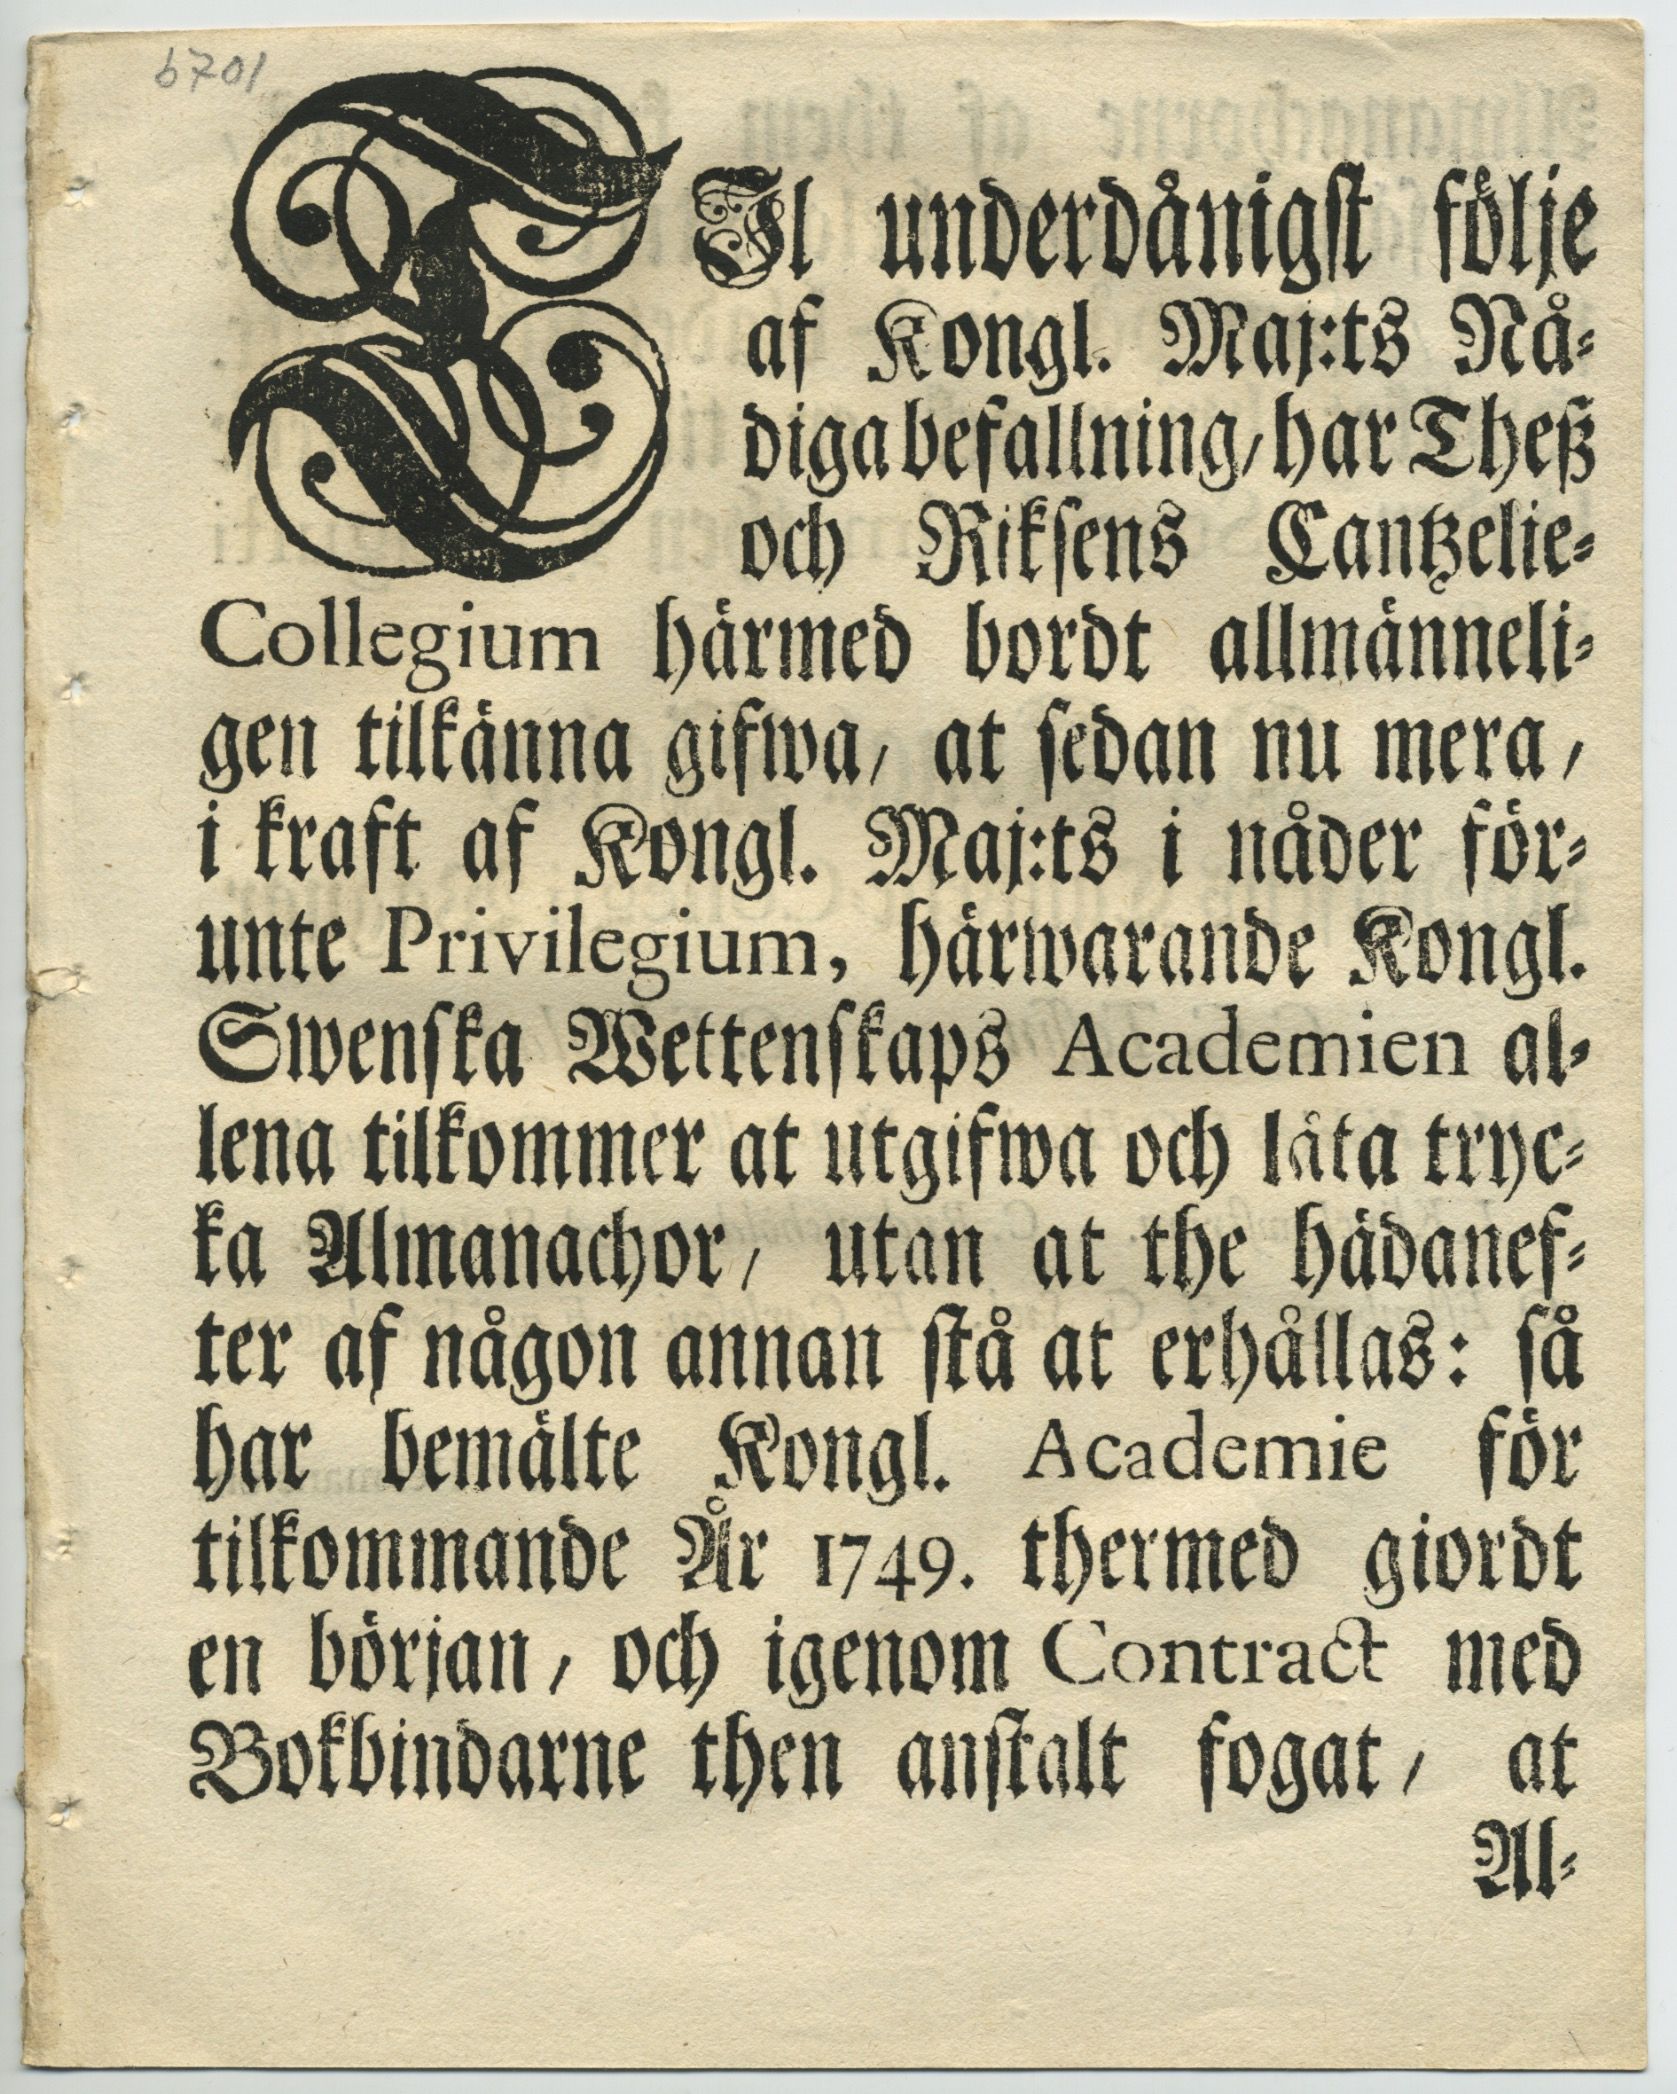 6701
TIl underdånigst följe
af Kongl. Maj:ts Nå-
diga befallning, har Theß
och Riksens Cantzelie-
Collegium härmed bordt allmänneli-
gen tilkänna gifwa, at sedan nu mera,
i kraft af Kongl. Maj:ts i nåder för-
unte Privilegium, härwarande Kongl.
Swenska Wettenskaps Academien al-
lena tilkommer at utgifwa och låta tryc-
ka Almanachor, utan at the hädanef-
ter af någon annan stå at erhållas: så
har bemälte Kongl. Academie för
tilkommande År 1749. thermed giordt
en början, och igenom Contract med
Bokbindarne then anstalt fogat, at
Al-